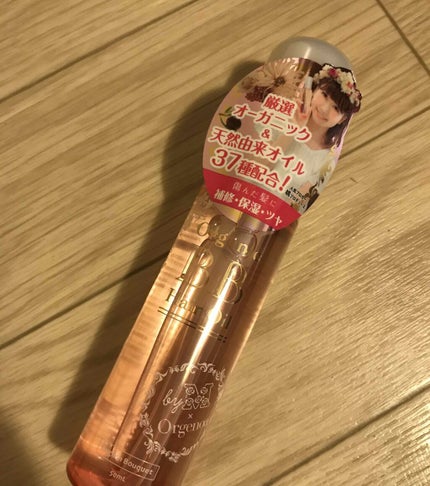 厳選
オーガニック
&
天然由来オイル
37種配合!
傷んだ髪に
補修・保湿・ツヤ
BB
Hair Oil
by
×
Bouquet
50mL